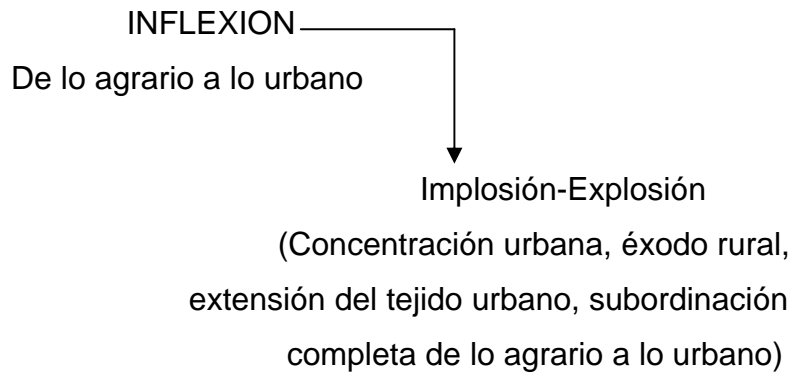 INFLEXION
De lo agrario a lo urbano
Implosión-Explosión
(Concentración urbana, éxodo rural,
extensión del tejido urbano, subordinación
completa de lo agrario a lo urbano)